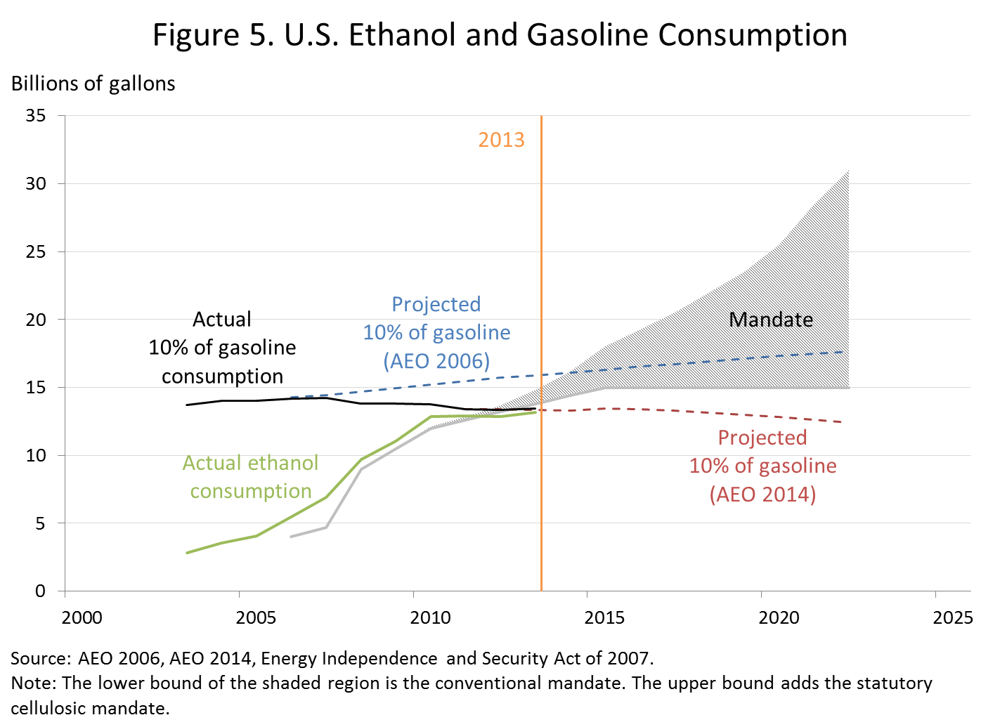 Figure 5. U.S. Ethanol and Gasoline Consumption
Billions of gallons
35
30
25
20
15
10
5
0
2013
Actual
10% of gasoline
consumption
Projected
10% of gasoline
(AEO 2006)
Mandate
Actual ethanol
consumption
Projected
10% of gasoline
(AEO 2014)
2000
2005
2010
2015
2020
2025
Source: AEO 2006, AEO 2014, Energy Independence and Security Act of 2007.
Note: The lower bound of the shaded region is the conventional mandate. The upper bound adds the statutory
cellulosic mandate.